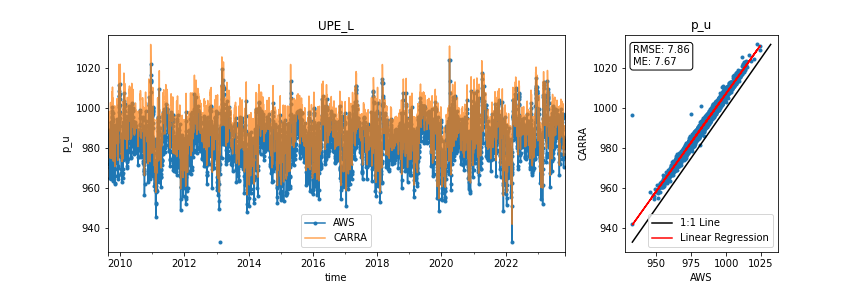 UPE_L
p_u
1020
1000
980
960
940
2010
2012
2014
2016
2018
2020
2022
time
AWS
CARRA
p_u
CARRA
1020
1000
980
960
940
950
975
1000
1025
AWS
RMSE: 7.86
ME: 7.67
1:1 Line
Linear Regression